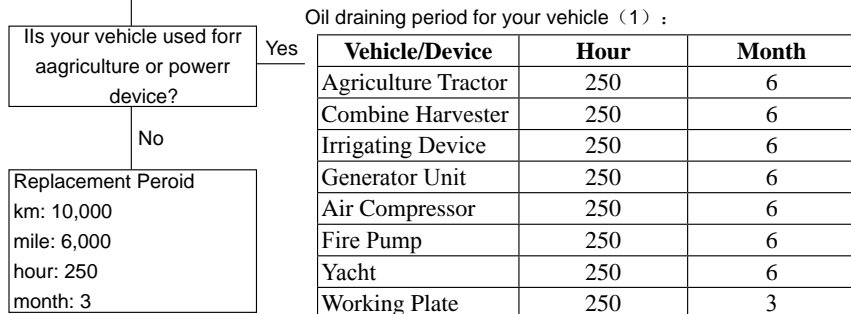 IIs your vehicle used forr
aagriculture or powerr
device?
Yes
No
Replacement Peroid
km: 10,000
mile: 6,000
hour: 250
month: 3
Oil draining period for your vehicle（1）：
Vehicle/Device Hour Month
Agriculture Tractor 250 6
Combine Harvester 250 6
Irrigating Device 250 6
Generator Unit 250 6
Air Compressor 250 6
Fire Pump 250 6
Yacht 250 6
Working Plate 250 3